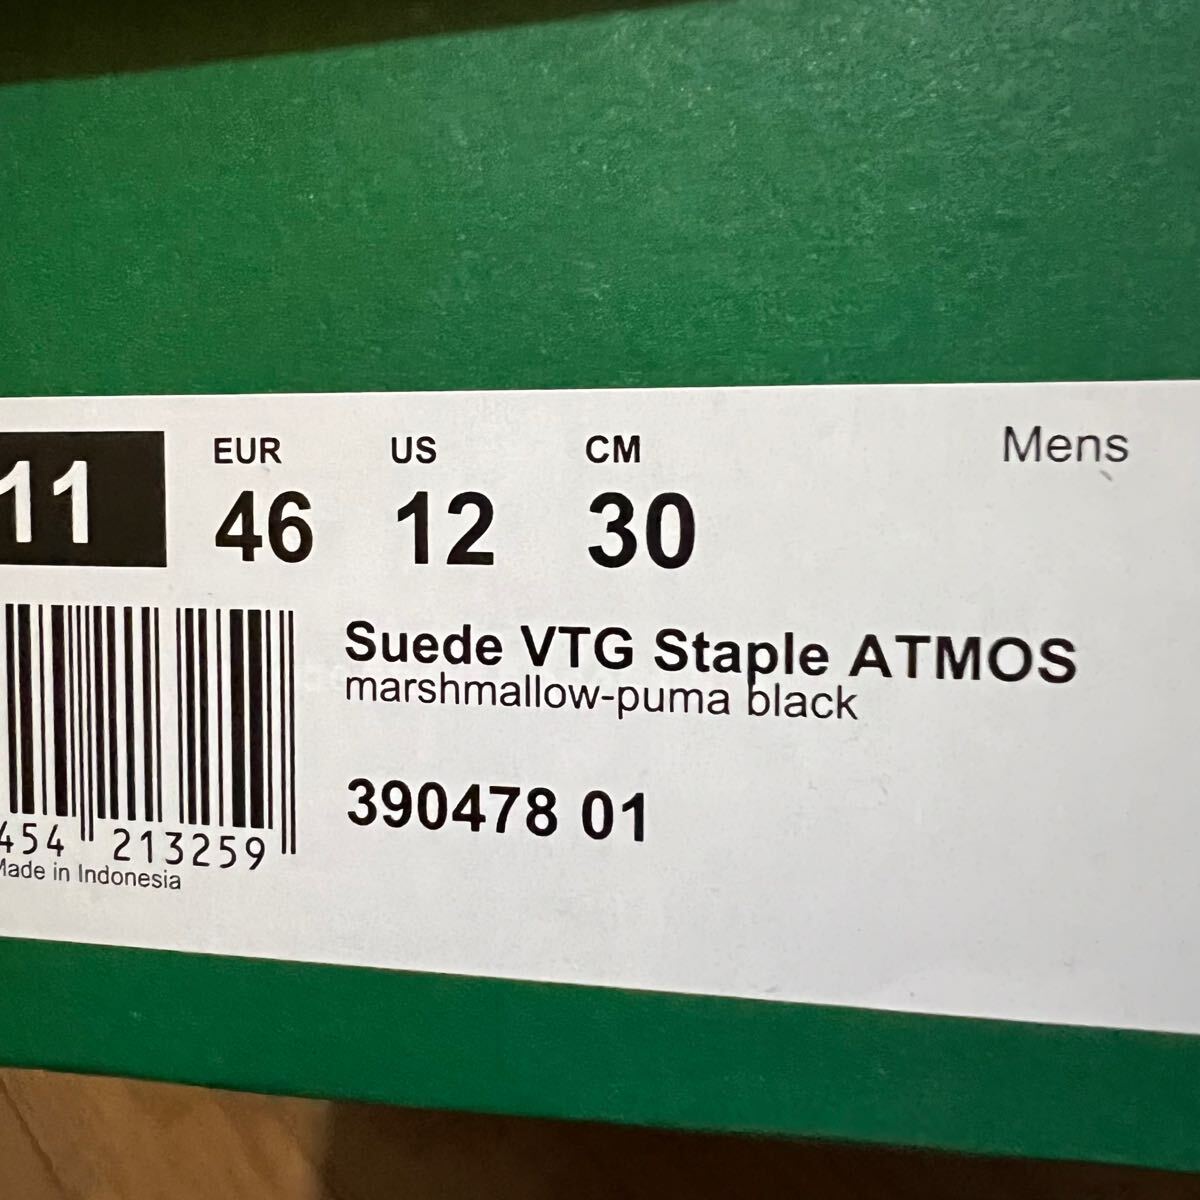 11
EUR US CM Mens
46 12 30
Suede VTG Staple ATMOS
marshmallow-puma black
390478 01
454 213259
Made in Indonesia